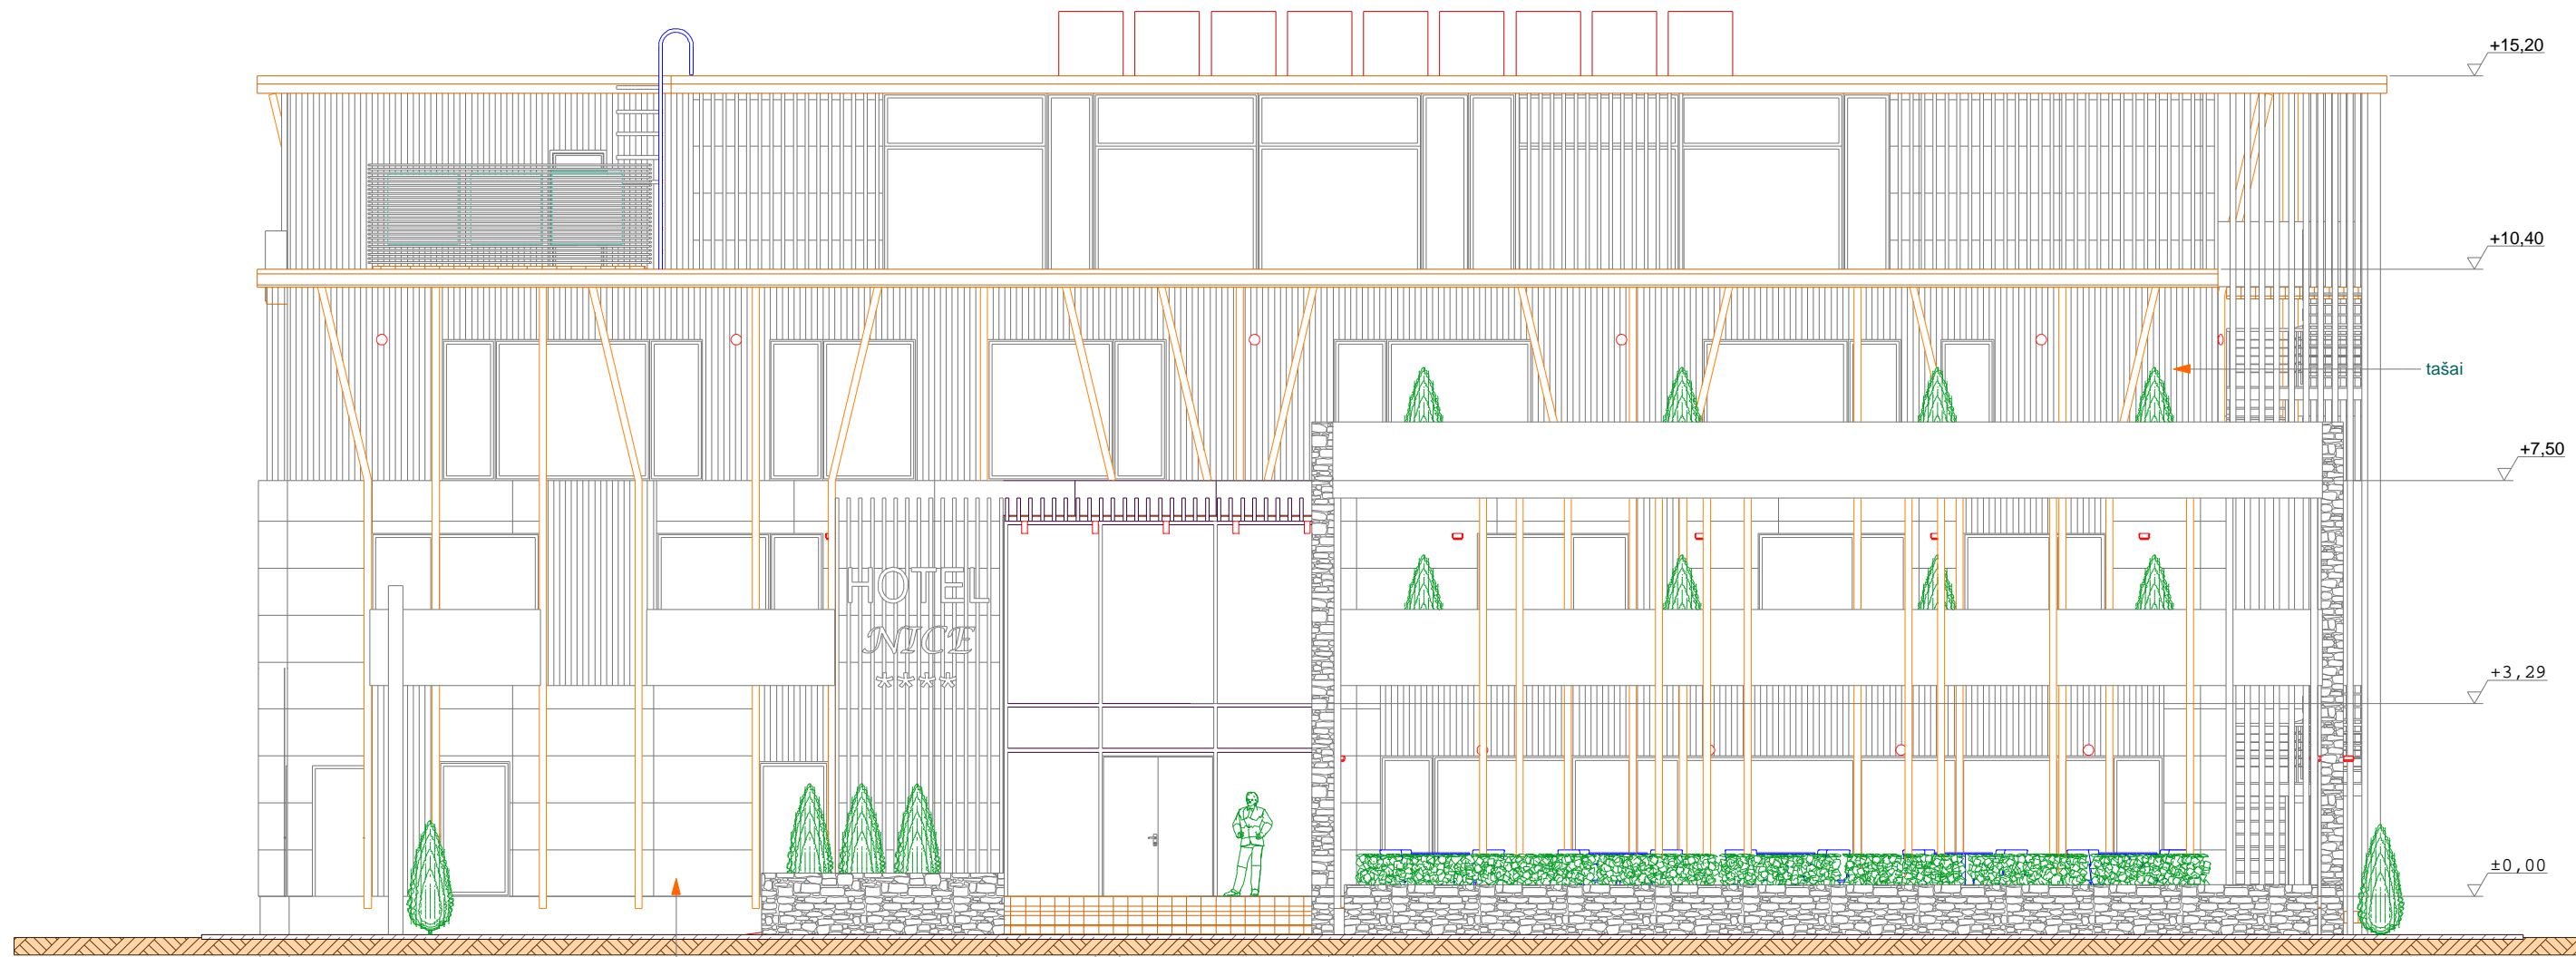 +15,20
+10,40
tašai
+7,50
HOTEL
NICE
****
+3,29
±0,00